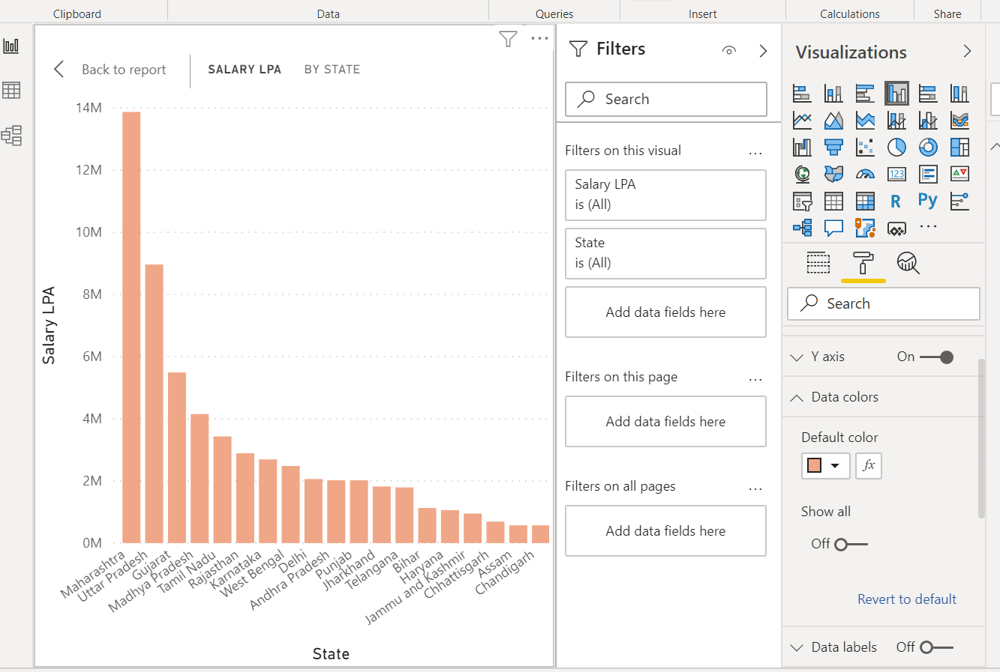 Clipboard Data Queries Insert Calculations Share
Back to report SALARY LPA BY STATE
14M
12M
10M
8M
6M
4M
2M
0M
Salary LPA
Maharashtra
Uttar Pradesh
Gujarat
Madhya Pradesh
Tamil Nadu
Rajasthan
Karnataka
West Bengal
Delhi
Andhra Pradesh
Punjab
Jharkhand
Telangana
Bihar
Haryana
Jammu and Kashmir
Chhattisgarh
Assam
Chandigarh
State
Filters
Search
Filters on this visual ...
Salary LPA
is (All)
State
is (All)
Add data fields here
Filters on this page ...
Add data fields here
Filters on all pages ...
Add data fields here
Visualizations
123
R Py
...
Search
Y axis On
Data colors
Default color
fx
Show all
Off
Revert to default
Data labels Off